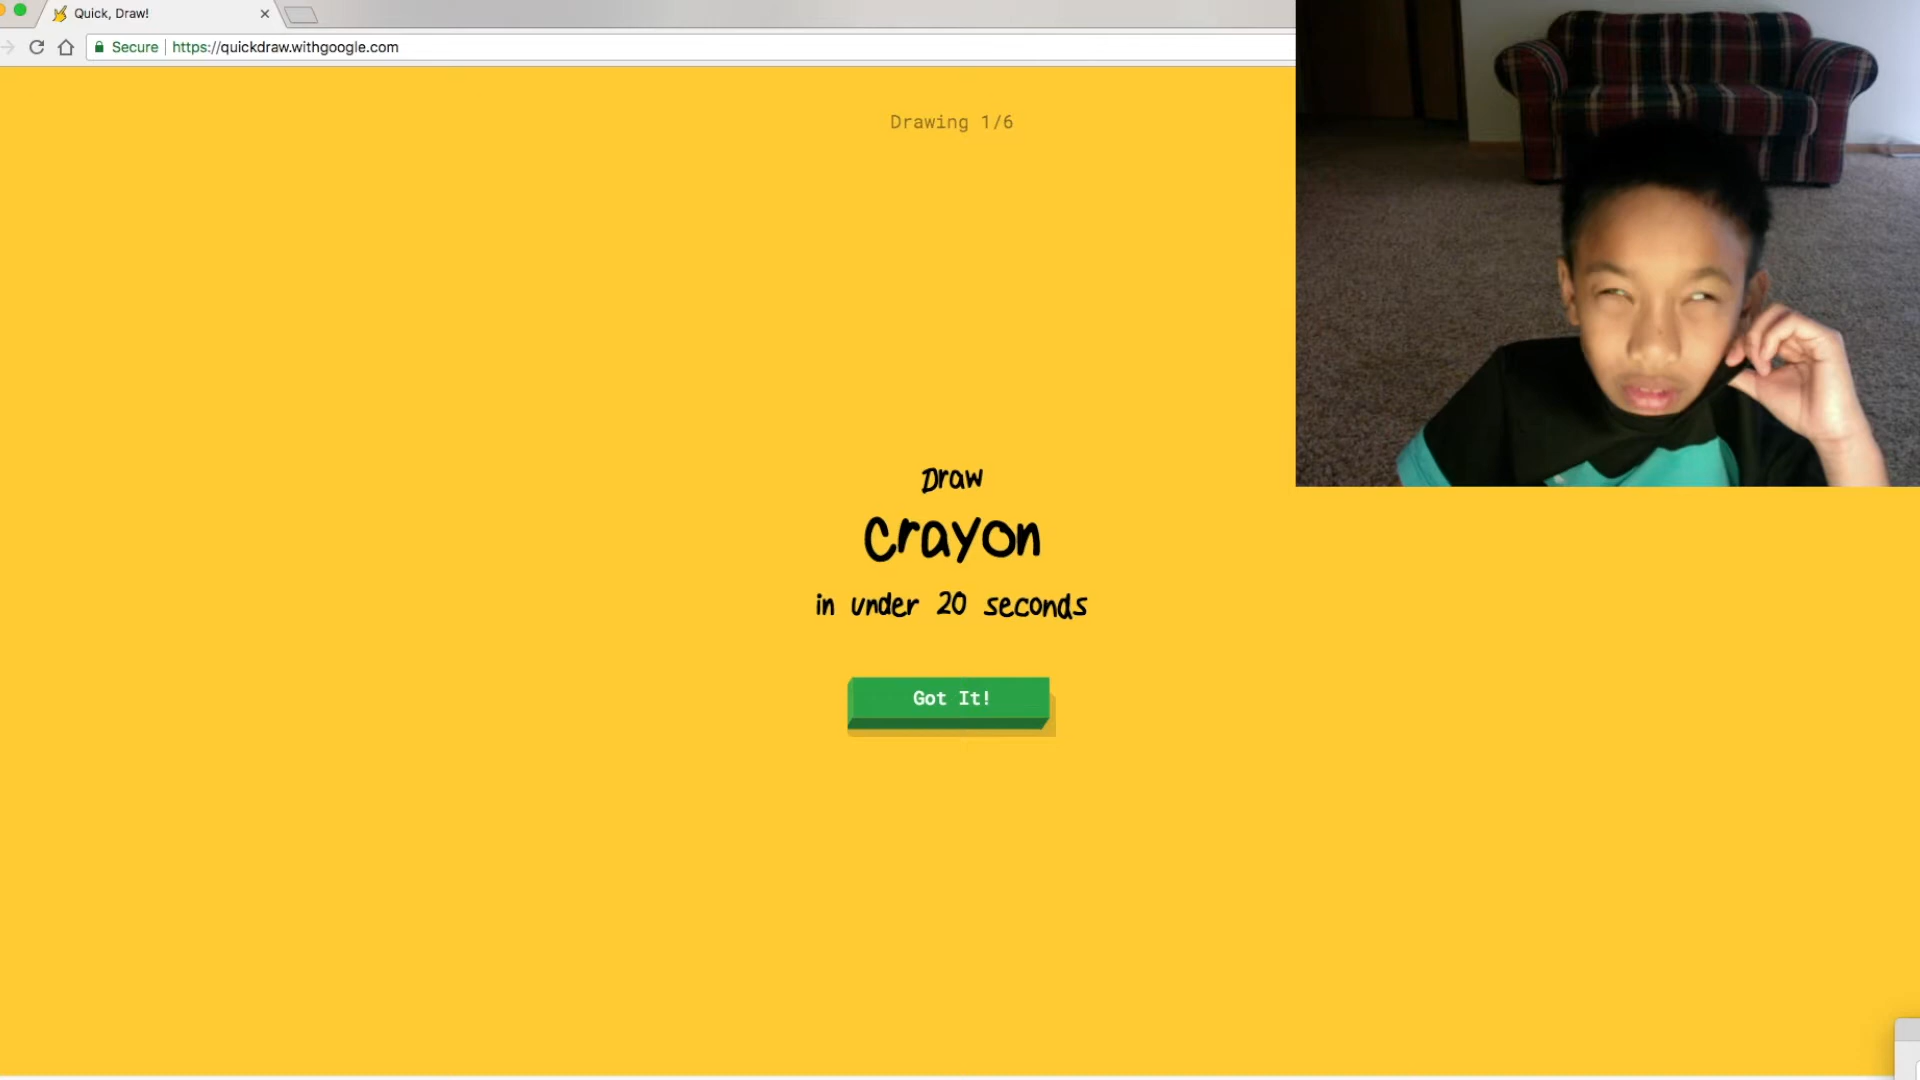 Quick, Draw!
Secure https://quickdraw.withgoogle.com
Drawing 1/6
Draw
Crayon
in under 20 seconds
Got It!